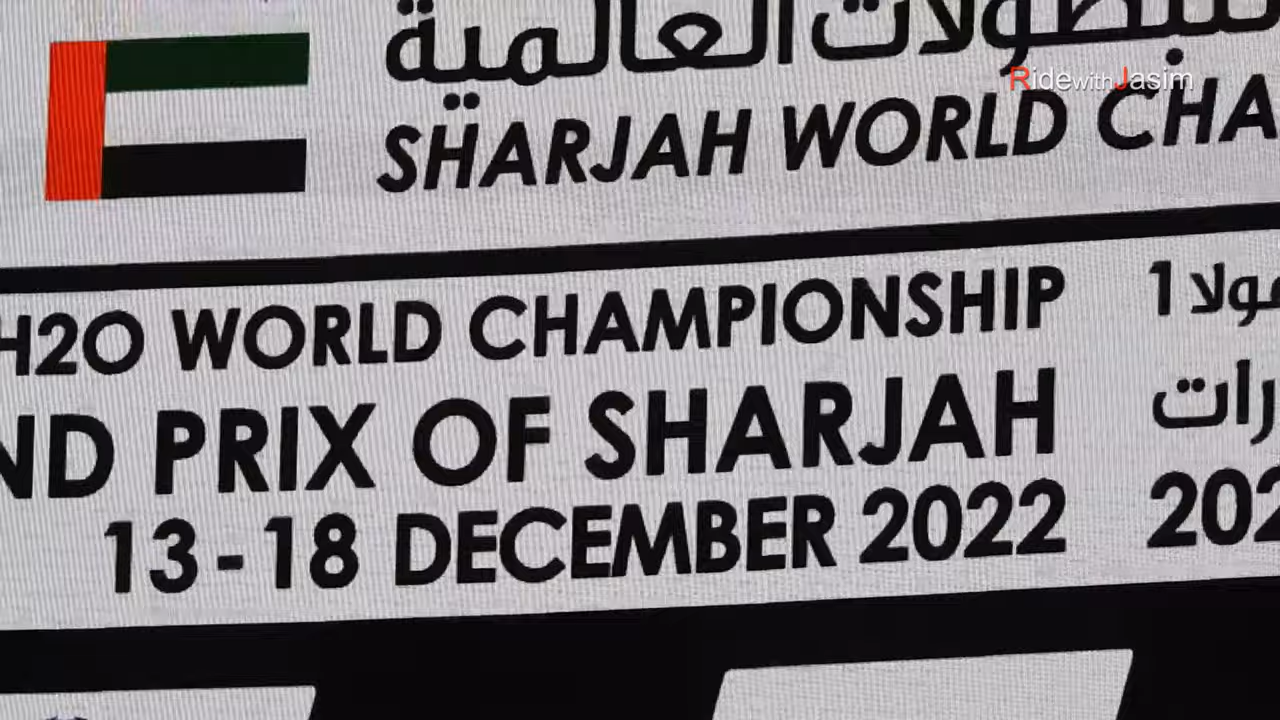 العالمية
RidewithJasim
SHARJAH WORLD CHA
H2O WORLD CHAMPIONSHIP
ND PRIX OF SHARJAH
13-18 DECEMBER 2022
مولا 1
رات
202